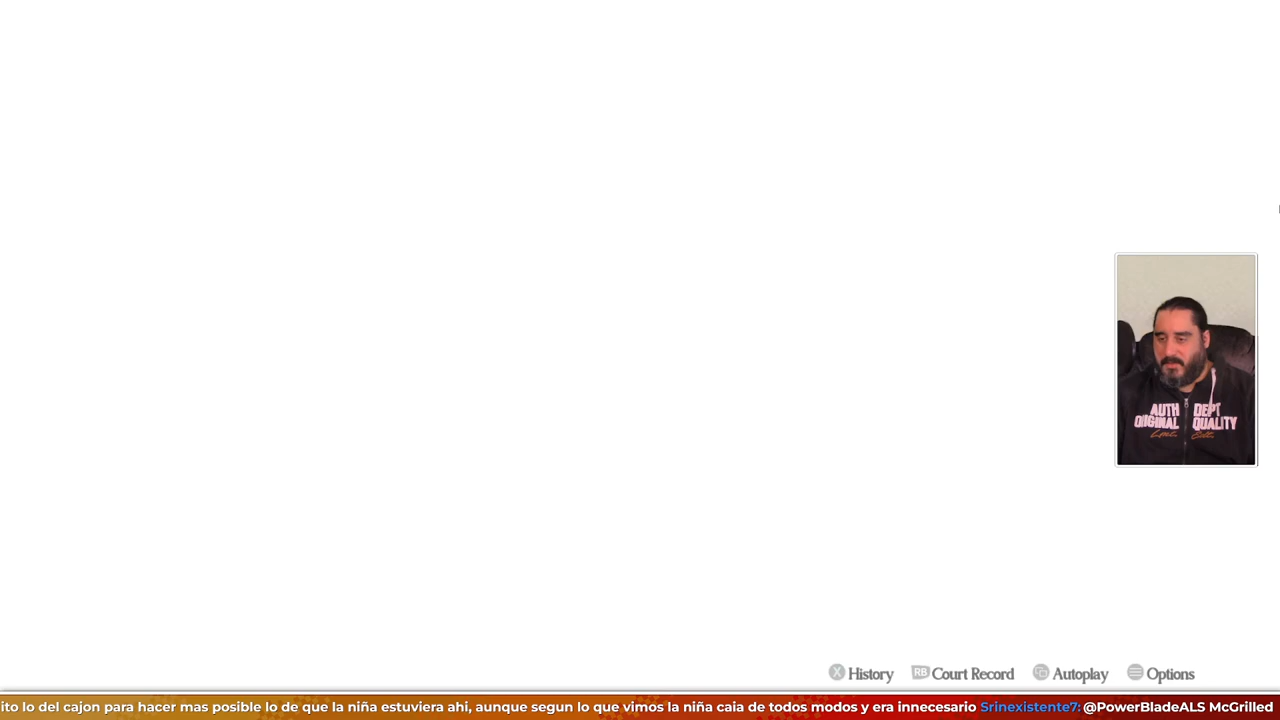 AUTH DEPT
ORIGINAL QUALITY
History Court Record Autoplay Options
ito lo del cajon para hacer mas posible lo de que la niña estuviera ahi, aunque segun lo que vimos la niña caia de todos modos y era innecesario Srinexistente7: @PowerBladeALS McGrilled